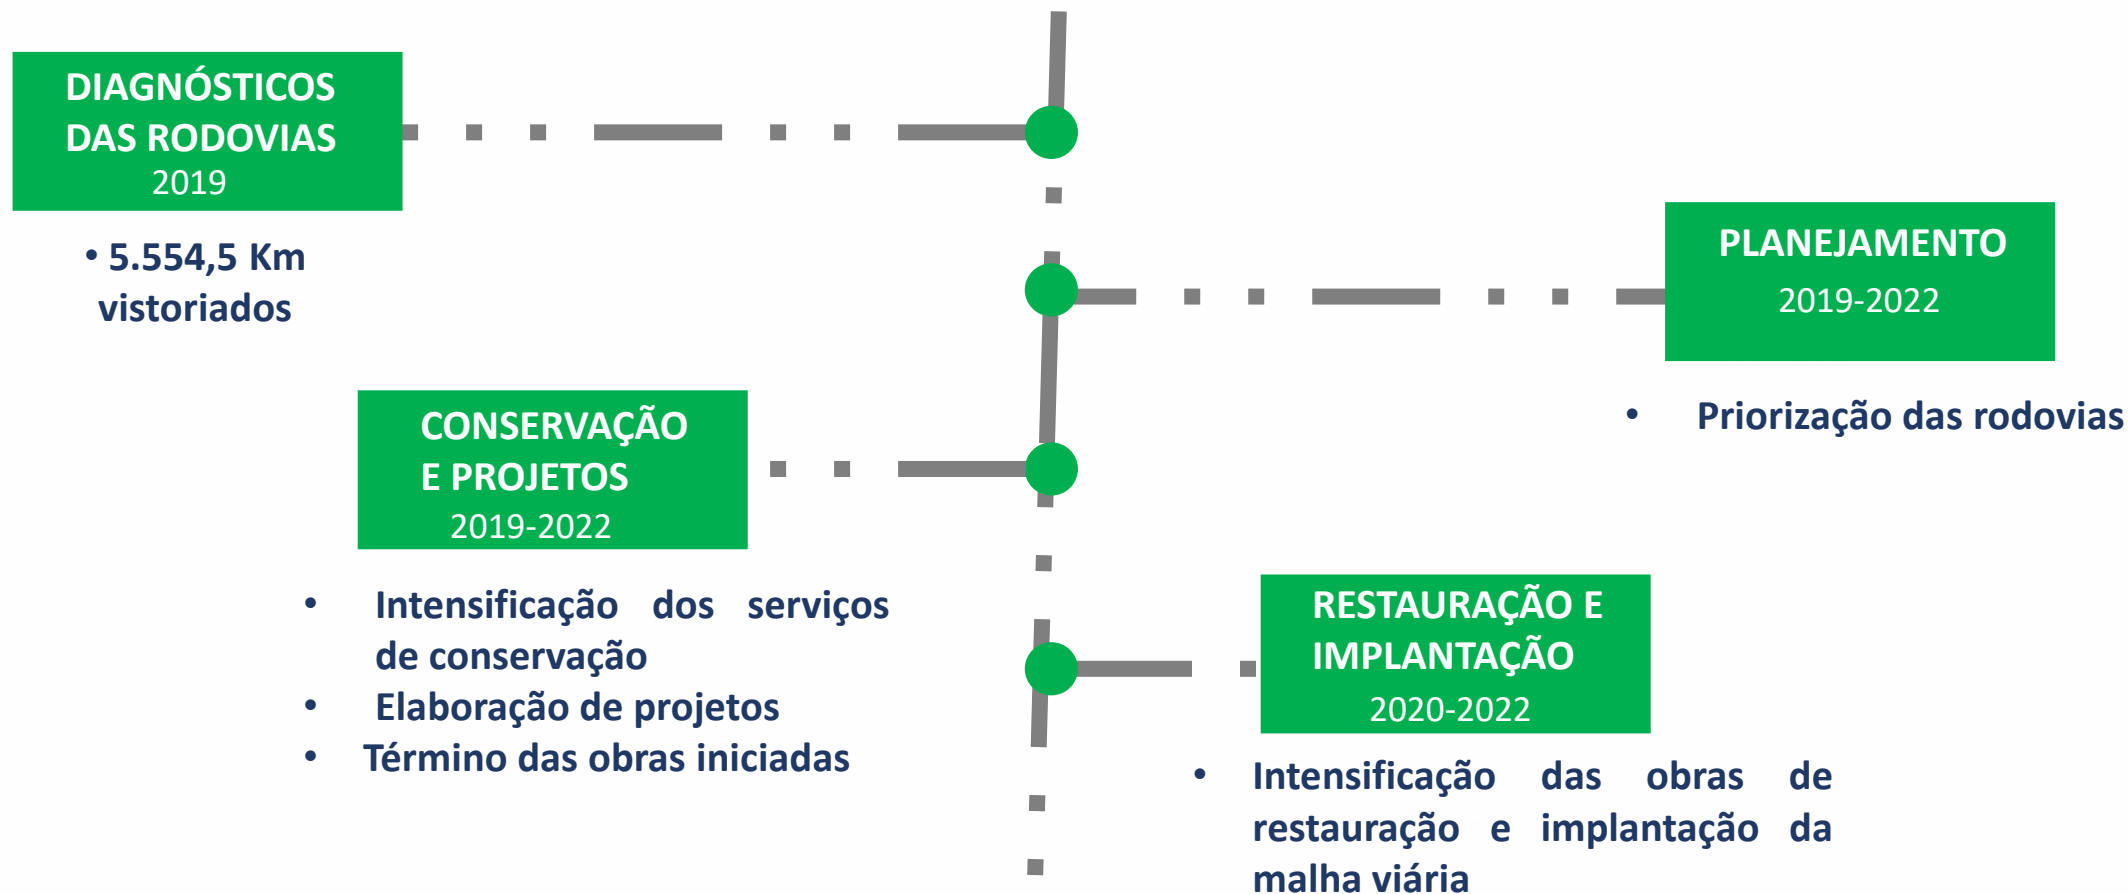 DIAGNÓSTICOS
DAS RODOVIAS
2019
• 5.554,5 Km
vistoriados
PLANEJAMENTO
2019-2022
• Priorização das rodovias
CONSERVAÇÃO
E PROJETOS
2019-2022
• Intensificação dos serviços
de conservação
• Elaboração de projetos
• Término das obras iniciadas
RESTAURAÇÃO E
IMPLANTAÇÃO
2020-2022
• Intensificação das obras de
restauração e implantação da
malha viária